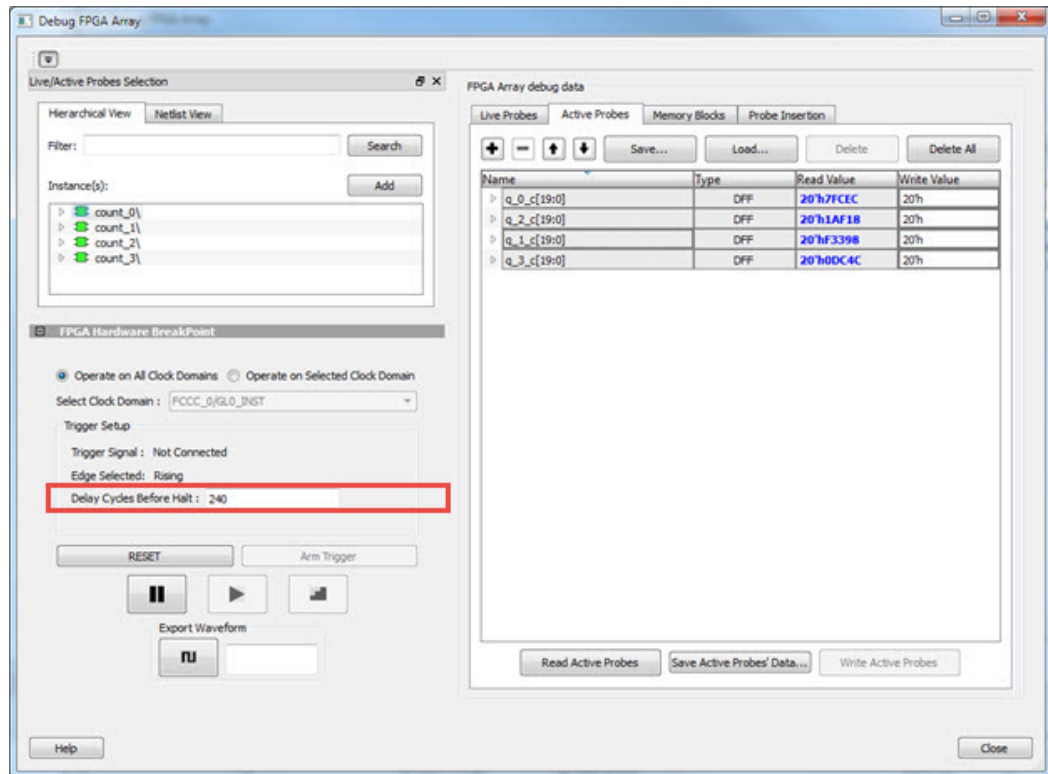 Debug FPGA Array
Live/Active Probes Selection
Hierarchical View Netlist View
Filter: Search
Instance(s): Add
count_0\
count_1\
count_2\
count_3\
FPGA Hardware BreakPoint
Operate on All Clock Domains Operate on Selected Clock Domain
Select Clock Domain : FCCC_0/GL0_INST
Trigger Setup
Trigger Signal : Not Connected
Edge Selected: Rising
Delay Cycles Before Halt : 240
RESET Arm Trigger
Export Waveform
FPGA Array debug data
Live Probes Active Probes Memory Blocks Probe Insertion
Save... Load... Delete Delete All
Name Type Read Value Write Value
q_0_c[19:0] DFF 20'h7FCEC 20'h
q_2_c[19:0] DFF 20'h1AF18 20'h
q_1_c[19:0] DFF 20'hF3398 20'h
q_3_c[19:0] DFF 20'h0DC4C 20'h
Read Active Probes Save Active Probes' Data... Write Active Probes
Help Close